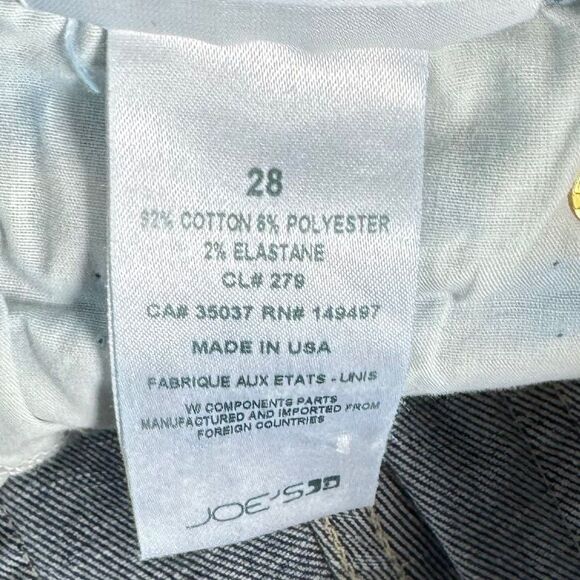 28
92% COTTON 6% POLYESTER
2% ELASTANE
CL# 279
CA# 35037 RN# 149497
MADE IN USA
FABRIQUE AUX ETATS - UNIS
W/ COMPONENTS PARTS
MANUFACTURED AND IMPORTED FROM
FOREIGN COUNTRIES
JOE'S